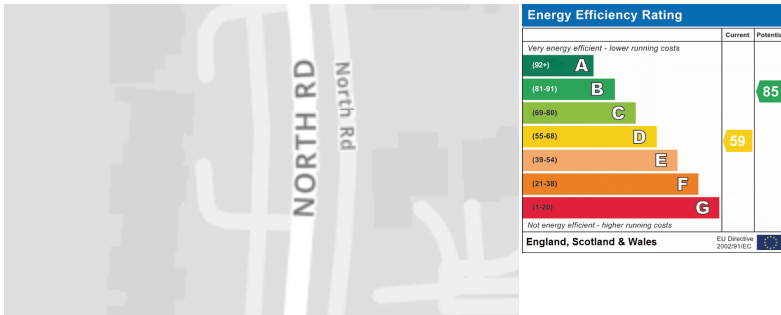 NORTH RD
North Rd
Energy Efficiency Rating
Current
Very energy efficient - lower running costs
(92+) A
(81-91) B
85
(69-80) C
(55-68) D
59
(39-54) E
(21-38) F
(1-20) G
Not energy efficient - higher running costs
England, Scotland & Wales
EU Directive
2002/91/EC